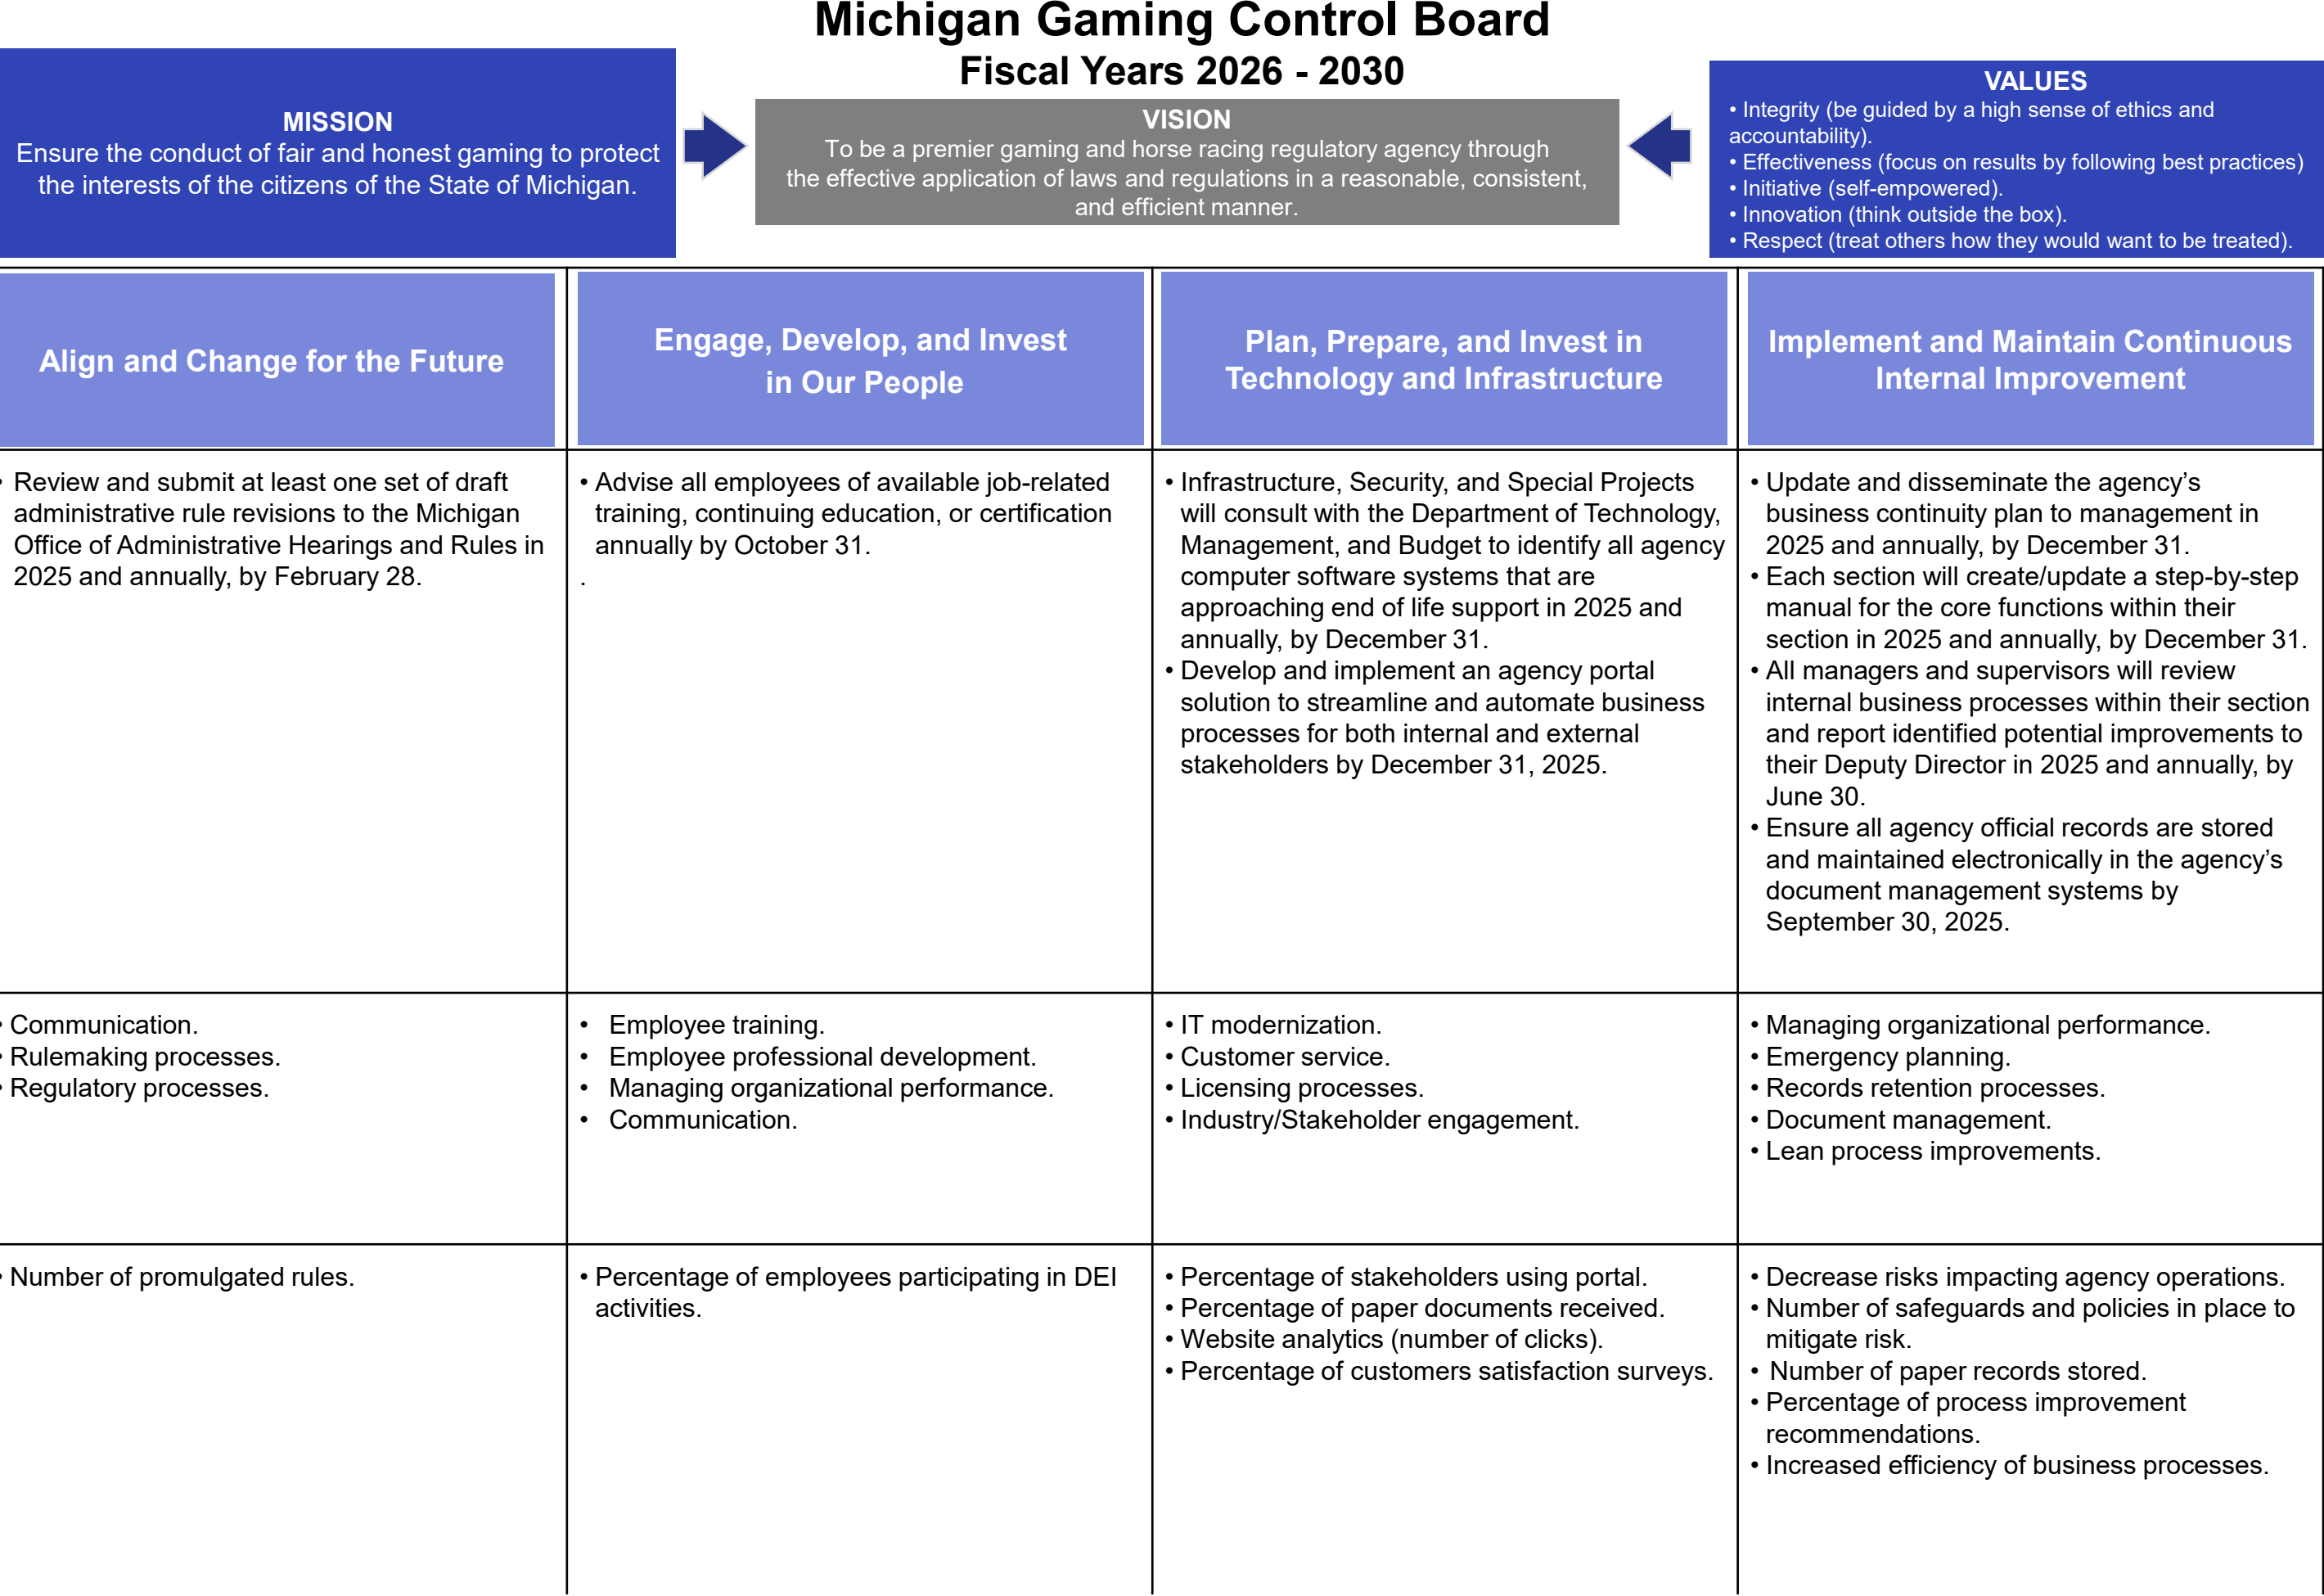 Michigan Gaming Control Board
Fiscal Years 2026 - 2030
MISSION
Ensure the conduct of fair and honest gaming to protect
the interests of the citizens of the State of Michigan.
VISION
To be a premier gaming and horse racing regulatory agency through
the effective application of laws and regulations in a reasonable, consistent,
and efficient manner.
VALUES
• Integrity (be guided by a high sense of ethics and
accountability).
• Effectiveness (focus on results by following best practices)
• Initiative (self-empowered).
• Innovation (think outside the box).
• Respect (treat others how they would want to be treated).
Align and Change for the Future
Engage, Develop, and Invest
in Our People
Plan, Prepare, and Invest in
Technology and Infrastructure
Implement and Maintain Continuous
Internal Improvement
• Review and submit at least one set of draft
administrative rule revisions to the Michigan
Office of Administrative Hearings and Rules in
2025 and annually, by February 28.
• Advise all employees of available job-related
training, continuing education, or certification
annually by October 31.
.
• Infrastructure, Security, and Special Projects
will consult with the Department of Technology,
Management, and Budget to identify all agency
computer software systems that are
approaching end of life support in 2025 and
annually, by December 31.
• Develop and implement an agency portal
solution to streamline and automate business
processes for both internal and external
stakeholders by December 31, 2025.
• Update and disseminate the agency’s
business continuity plan to management in
2025 and annually, by December 31.
• Each section will create/update a step-by-step
manual for the core functions within their
section in 2025 and annually, by December 31.
• All managers and supervisors will review
internal business processes within their section
and report identified potential improvements to
their Deputy Director in 2025 and annually, by
June 30.
• Ensure all agency official records are stored
and maintained electronically in the agency’s
document management systems by
September 30, 2025.
• Communication.
• Rulemaking processes.
• Regulatory processes.
• Employee training.
• Employee professional development.
• Managing organizational performance.
• Communication.
• IT modernization.
• Customer service.
• Licensing processes.
• Industry/Stakeholder engagement.
• Managing organizational performance.
• Emergency planning.
• Records retention processes.
• Document management.
• Lean process improvements.
• Number of promulgated rules.
• Percentage of employees participating in DEI
activities.
• Percentage of stakeholders using portal.
• Percentage of paper documents received.
• Website analytics (number of clicks).
• Percentage of customers satisfaction surveys.
• Decrease risks impacting agency operations.
• Number of safeguards and policies in place to
mitigate risk.
• Number of paper records stored.
• Percentage of process improvement
recommendations.
• Increased efficiency of business processes.